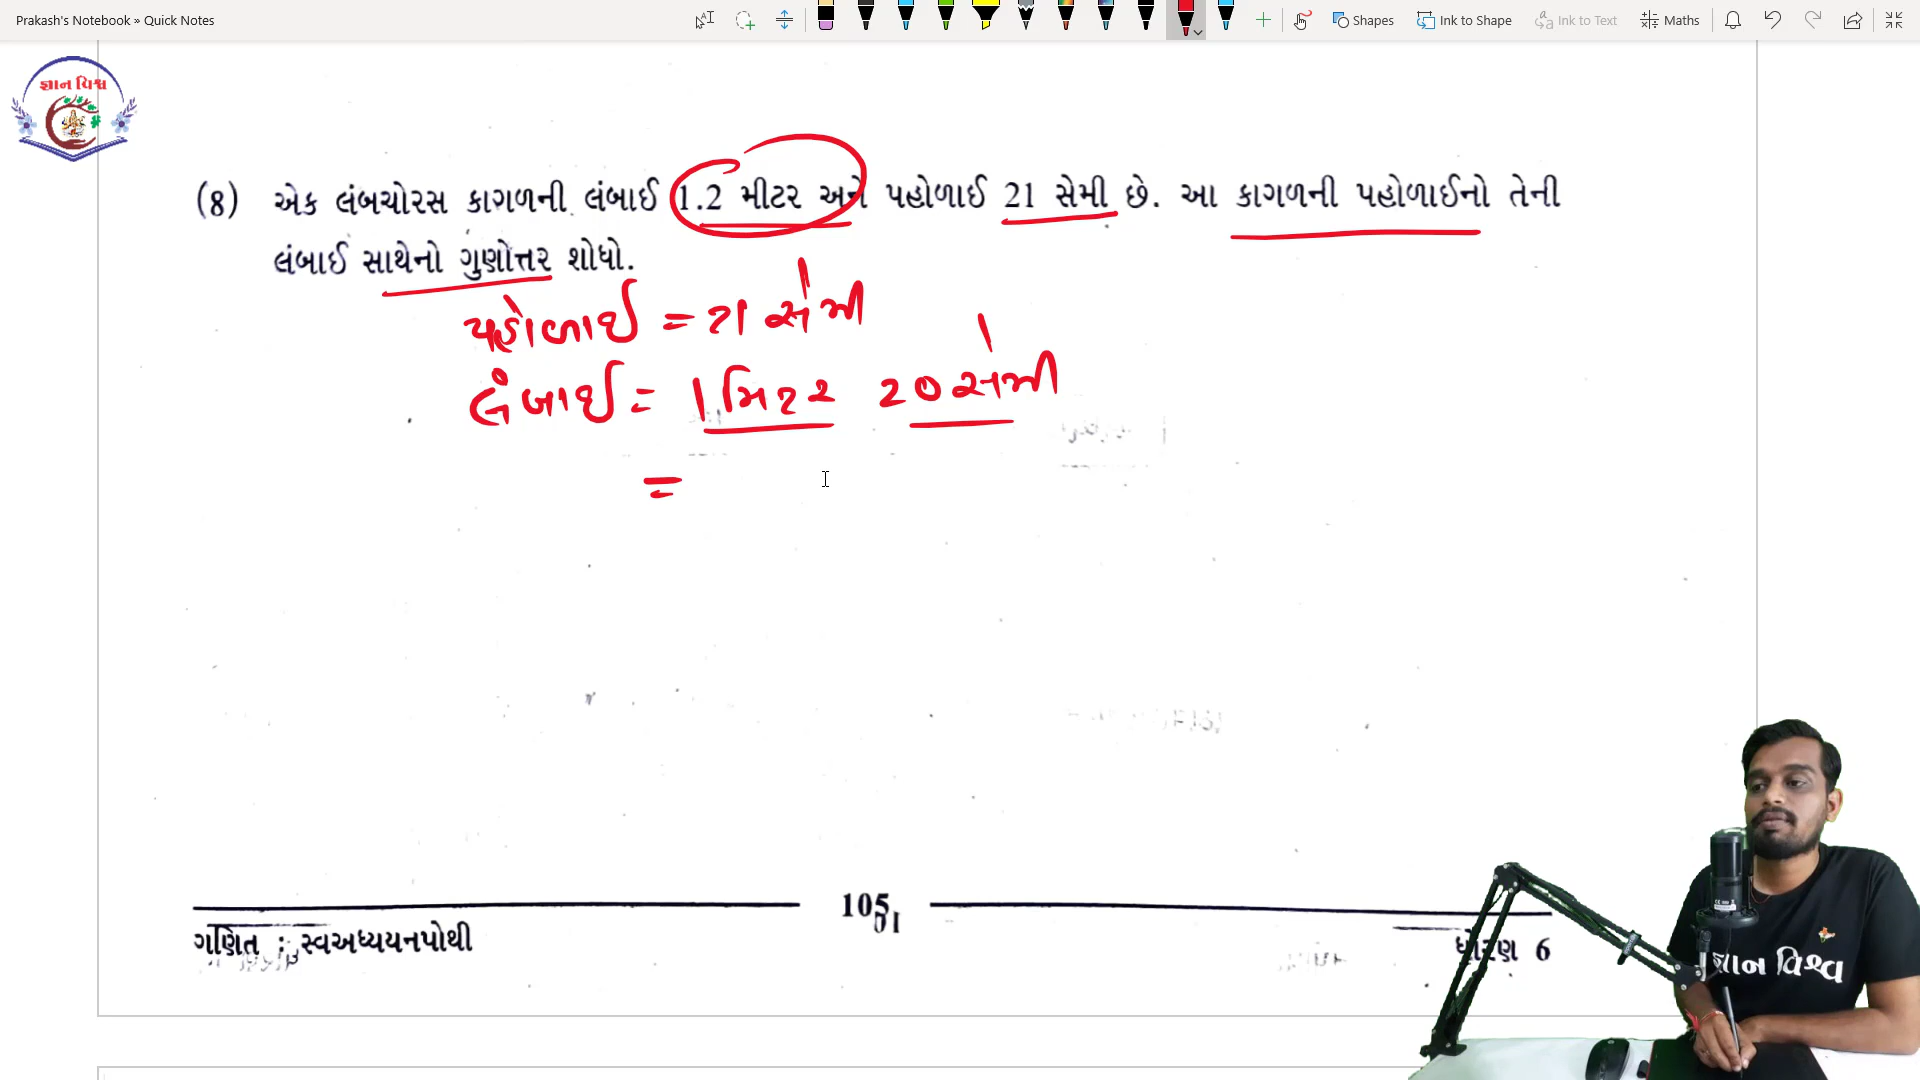 Prakash's Notebook » Quick Notes
Shapes
Ink to Shape
Ink to Text
Maths
જ્ઞાન વિશ્વ
(8) એક લંબચોરસ કાગળની લંબાઈ 1.2 મીટર અને પહોળાઈ 21 સેમી છે. આ કાગળની પહોળાઈનો તેની
લંબાઈ સાથેનો ગુણોત્તર શોધો.
પહોળાઈ = 21 સેમી
લંબાઈ = 1 મિટર 20 સેમી
=
105
ગણિત : સ્વઅધ્યયનપોથી
ધોરણ 6
જ્ઞાન વિશ્વ